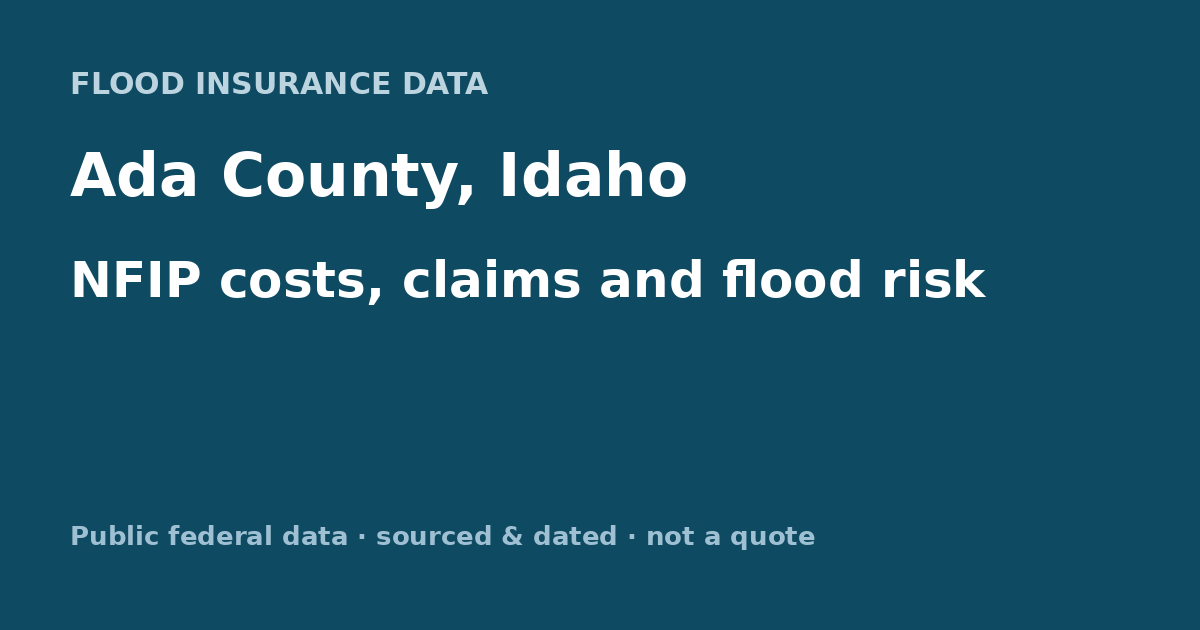 FLOOD INSURANCE DATA
Ada County, Idaho
NFIP costs, claims and flood risk
Public federal data · sourced & dated · not a quote